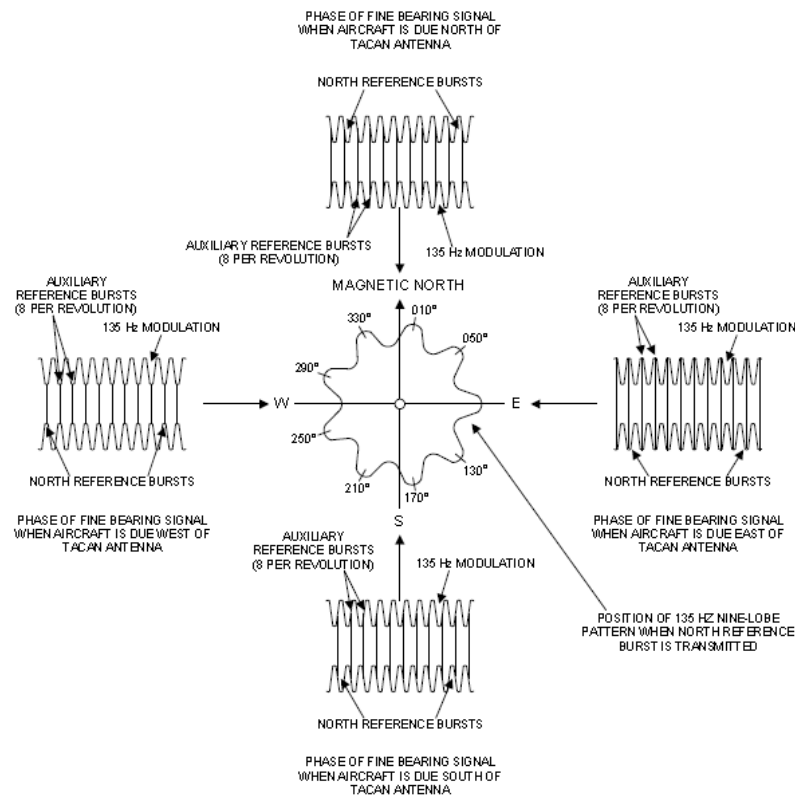 PHASE OF FINE BEARING SIGNAL
WHEN AIRCRAFT IS DUE NORTH OF
TACAN ANTENNA
NORTH REFERENCE BURSTS
AUXILIARY REFERENCE BURSTS
(8 PER REVOLUTION)
135 Hz MODULATION
MAGNETIC NORTH
AUXILIARY
REFERENCE BURSTS
(8 PER REVOLUTION)
135 Hz MODULATION
NORTH REFERENCE BURSTS
PHASE OF FINE BEARING SIGNAL
WHEN AIRCRAFT IS DUE WEST OF
TACAN ANTENNA
330°
010°
050°
290°
W
E
250°
130°
210°
170°
S
AUXILIARY
REFERENCE BURSTS
(8 PER REVOLUTION)
135 Hz MODULATION
NORTH REFERENCE BURSTS
PHASE OF FINE BEARING SIGNAL
WHEN AIRCRAFT IS DUE EAST OF
TACAN ANTENNA
AUXILIARY
REFERENCE BURSTS
(8 PER REVOLUTION)
135 Hz MODULATION
POSITION OF 135 HZ NINE-LOBE
PATTERN WHEN NORTH REFERENCE
BURST IS TRANSMITTED
NORTH REFERENCE BURSTS
PHASE OF FINE BEARING SIGNAL
WHEN AIRCRAFT IS DUE SOUTH OF
TACAN ANTENNA